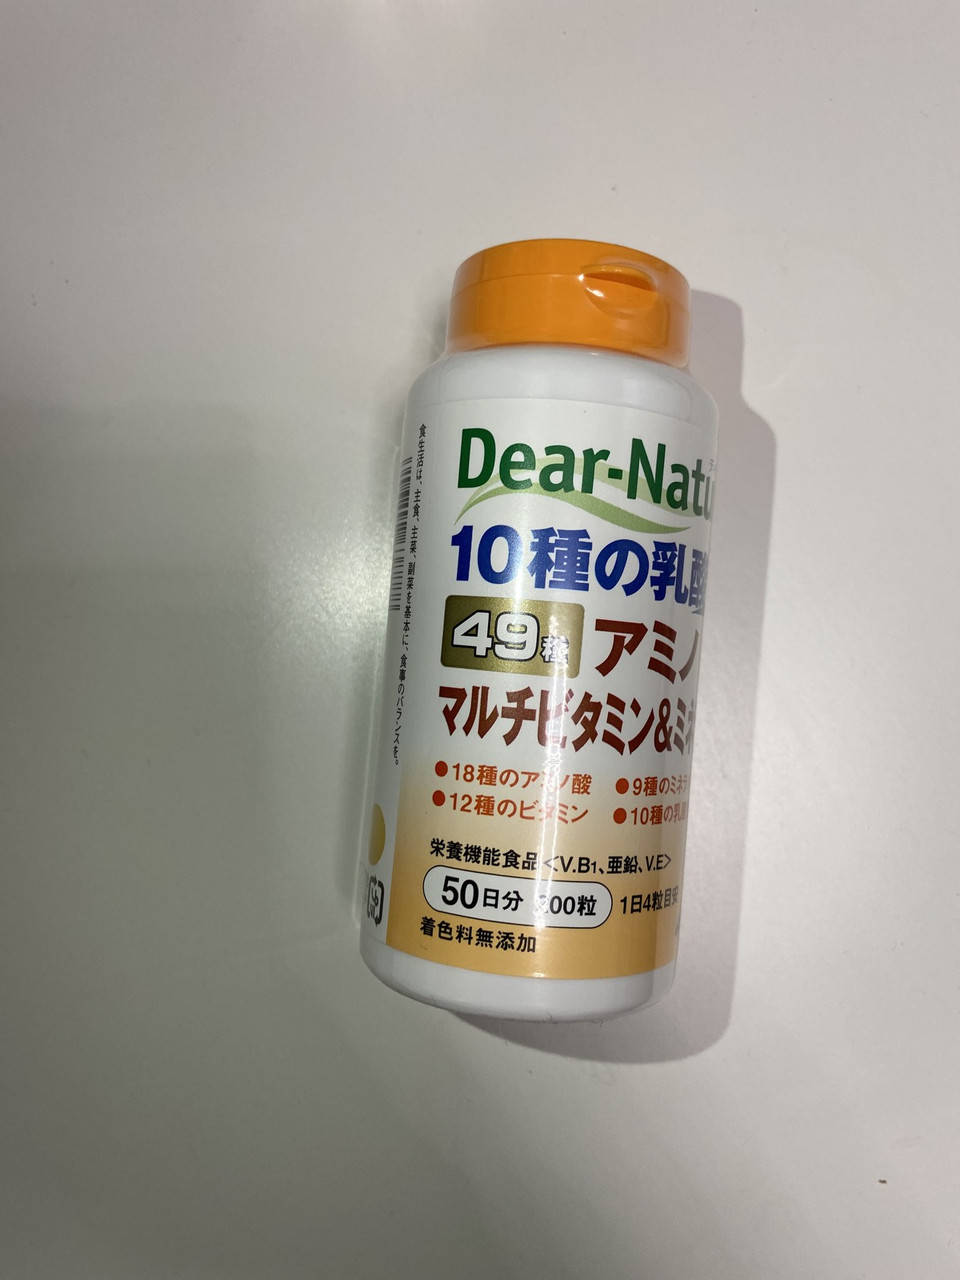 Dear-Natu
10種の乳酸
49種 アミノ
マルチビタミン&ミネ
●18種のアミノ酸 ●9種のミネラ
●12種のビタミン ●10種の乳酸
栄養機能食品<V.B1、亜鉛、V.E>
50日分 200粒 1日4粒目安
着色料無添加
食生活は、主食、主菜、副菜を基本に、食事のバランスを。